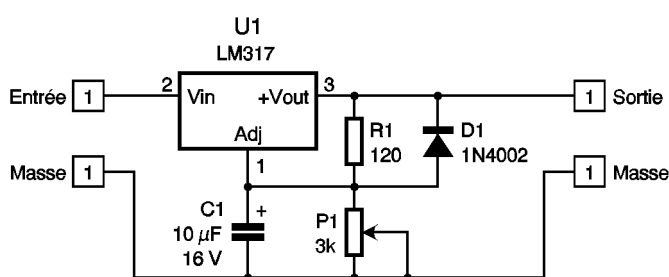 U1
LM317
Entrée 1
2
Vin
+Vout
3
1 Sortie
Adj
1
R1
120
D1
1N4002
Masse 1
1 Masse
C1
10 µF
16 V
+
P1
3k